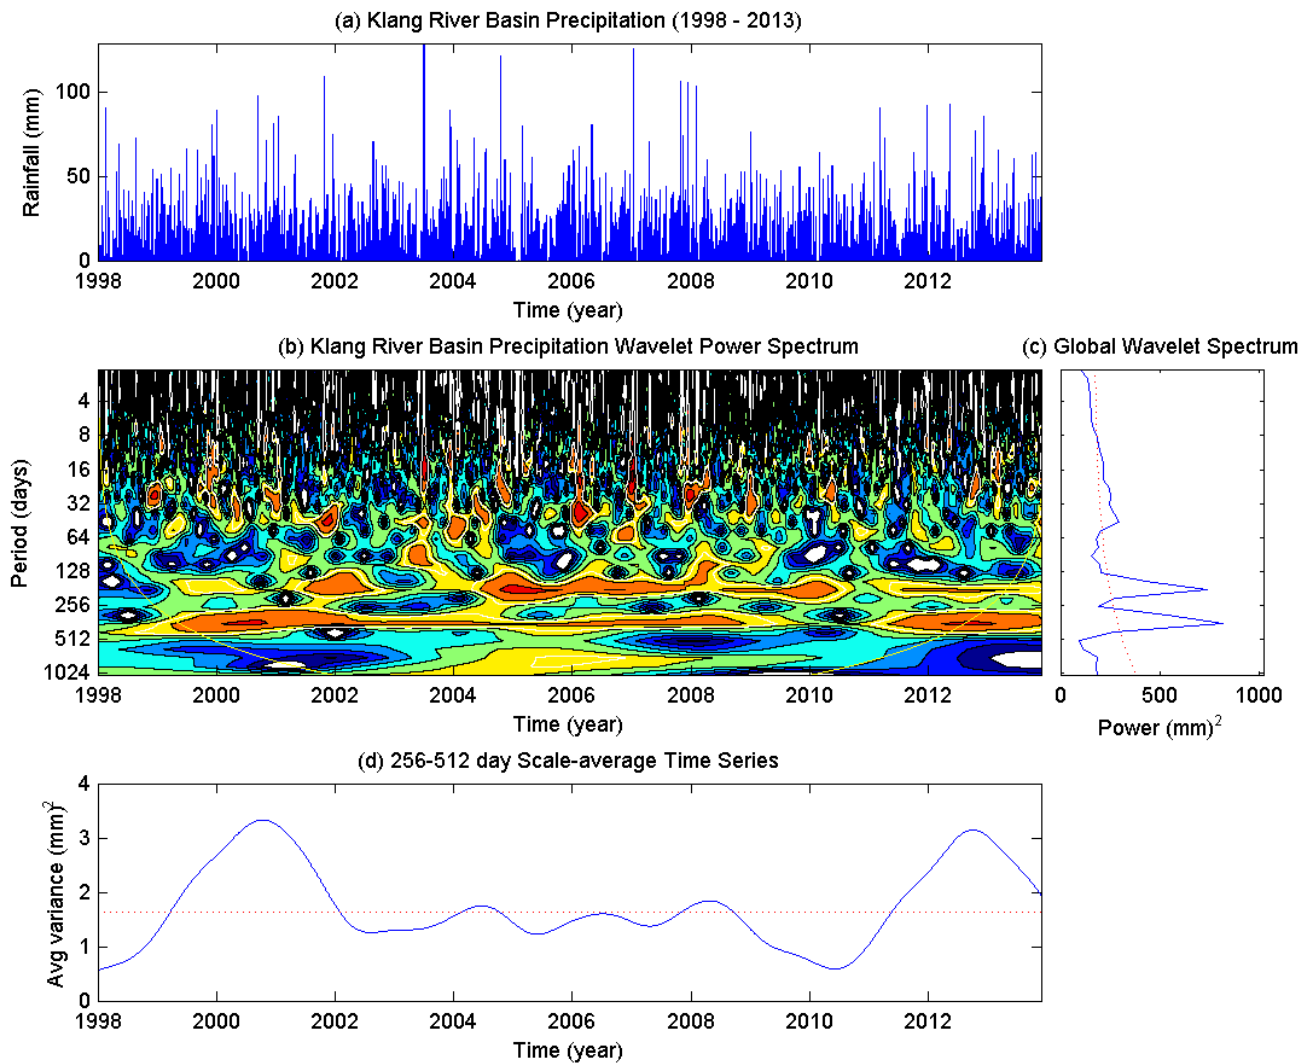 (a) Klang River Basin Precipitation (1998 - 2013)
Rainfall (mm)
100
50
0
1998 2000 2002 2004 2006 2008 2010 2012
Time (year)
(b) Klang River Basin Precipitation Wavelet Power Spectrum
(c) Global Wavelet Spectrum
Period (days)
4
8
16
32
64
128
256
512
1024
1998 2000 2002 2004 2006 2008 2010 2012
Time (year)
0 500 1000
Power (mm)²
(d) 256-512 day Scale-average Time Series
Avg variance (mm)²
4
3
2
1
0
1998 2000 2002 2004 2006 2008 2010 2012
Time (year)